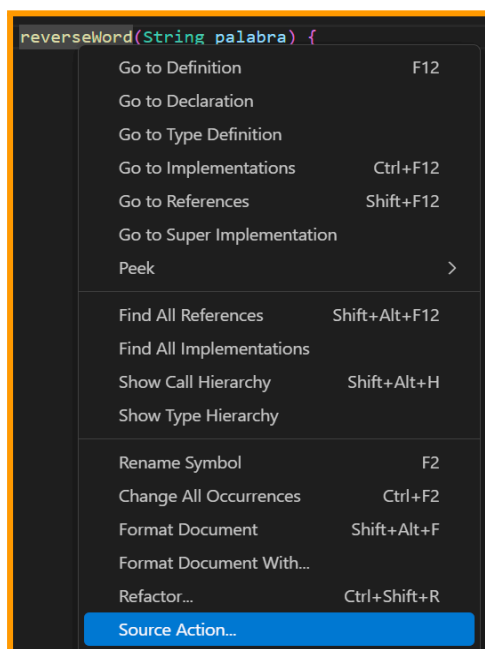 reverseWord(String palabra) {
Go to Definition F12
Go to Declaration
Go to Type Definition
Go to Implementations Ctrl+F12
Go to References Shift+F12
Go to Super Implementation
Peek >
Find All References Shift+Alt+F12
Find All Implementations
Show Call Hierarchy Shift+Alt+H
Show Type Hierarchy
Rename Symbol F2
Change All Occurrences Ctrl+F2
Format Document Shift+Alt+F
Format Document With...
Refactor... Ctrl+Shift+R
Source Action...